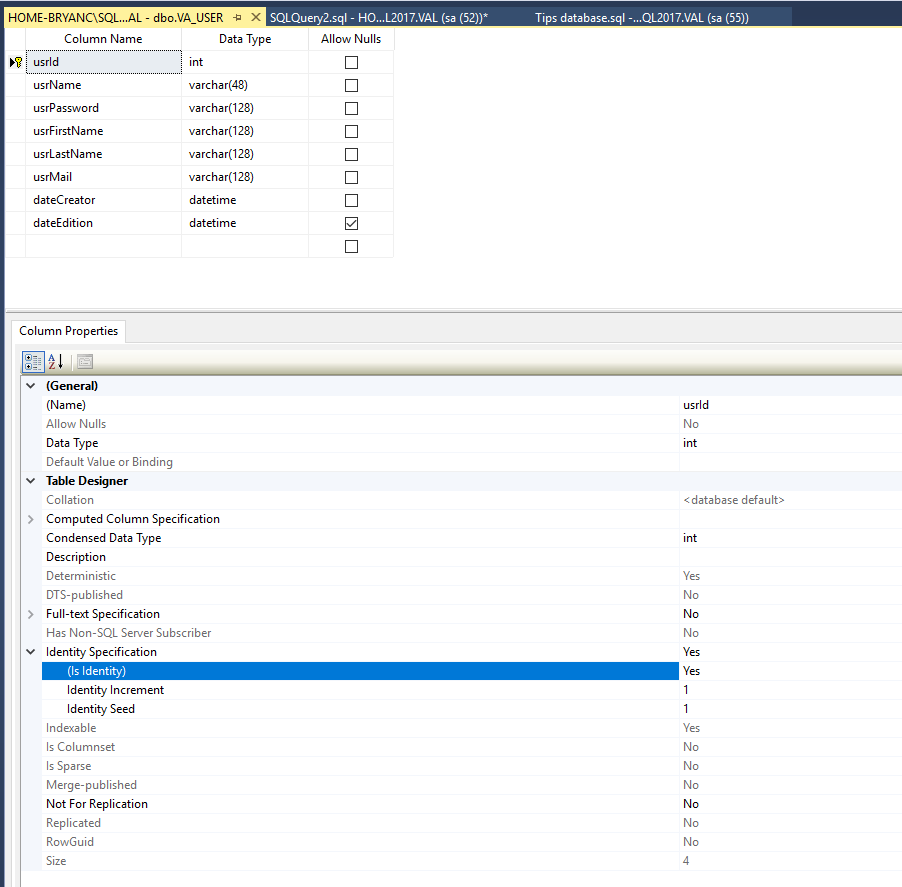 HOME-BRYANC\SQL...AL - dbo.VA_USER SQLQuery2.sql - HO...L2017.VAL (sa (52))* Tips database.sql -...QL2017.VAL (sa (55))
Column Name Data Type Allow Nulls
usrId int
usrName varchar(48)
usrPassword varchar(128)
usrFirstName varchar(128)
usrLastName varchar(128)
usrMail varchar(128)
dateCreator datetime
dateEdition datetime
Column Properties
(General)
(Name) usrId
Allow Nulls No
Data Type int
Default Value or Binding
Table Designer
Collation <database default>
Computed Column Specification
Condensed Data Type int
Description
Deterministic Yes
DTS-published No
Full-text Specification No
Has Non-SQL Server Subscriber No
Identity Specification Yes
(Is Identity) Yes
Identity Increment 1
Identity Seed 1
Indexable Yes
Is Columnset No
Is Sparse No
Merge-published No
Not For Replication No
Replicated No
RowGuid No
Size 4